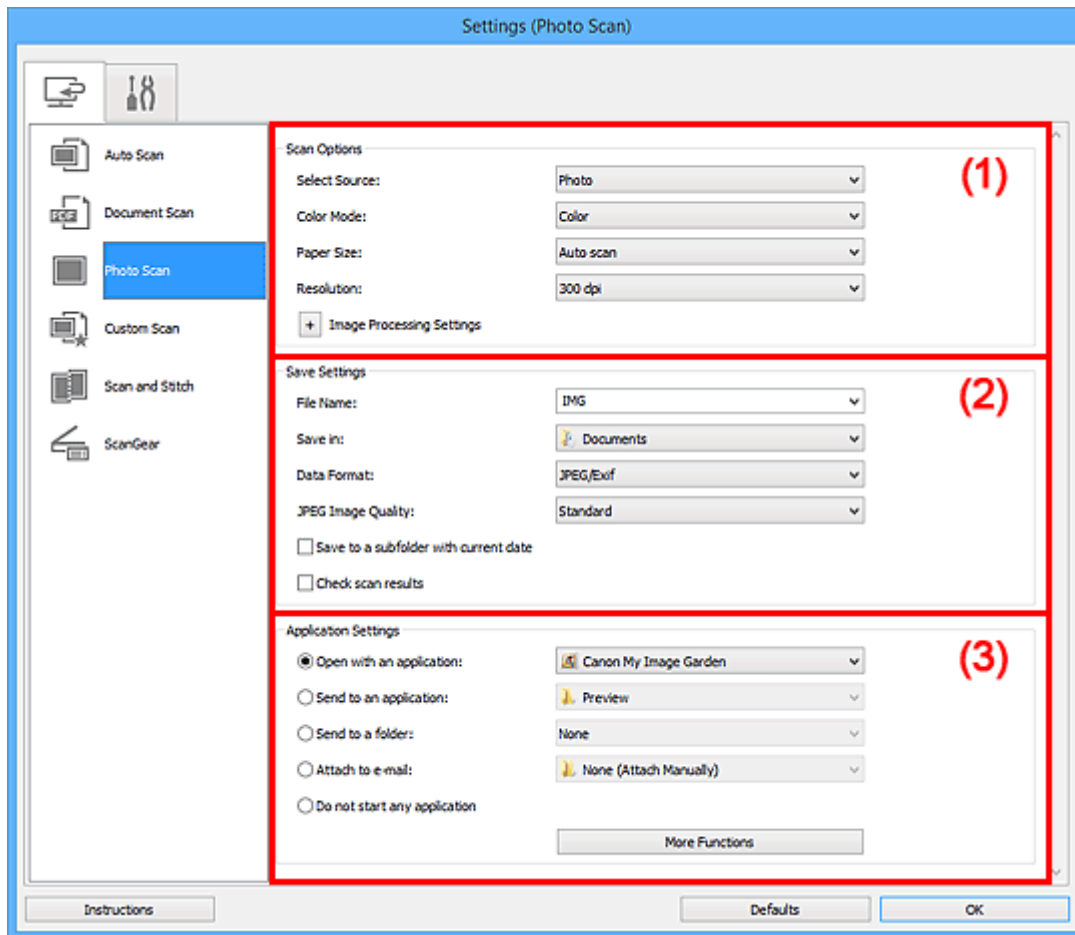 Settings (Photo Scan)
Auto Scan
Document Scan
Photo Scan
Custom Scan
Scan and Stitch
ScanGear
Scan Options
(1)
Select Source: Photo
Color Mode: Color
Paper Size: Auto scan
Resolution: 300 dpi
+ Image Processing Settings
Save Settings
(2)
File Name: IMG
Save in: Documents
Data Format: JPEG/Exif
JPEG Image Quality: Standard
Save to a subfolder with current date
Check scan results
Application Settings
(3)
Open with an application: Canon My Image Garden
Send to an application: Preview
Send to a folder: None
Attach to e-mail: None (Attach Manually)
Do not start any application
More Functions
Instructions Defaults OK